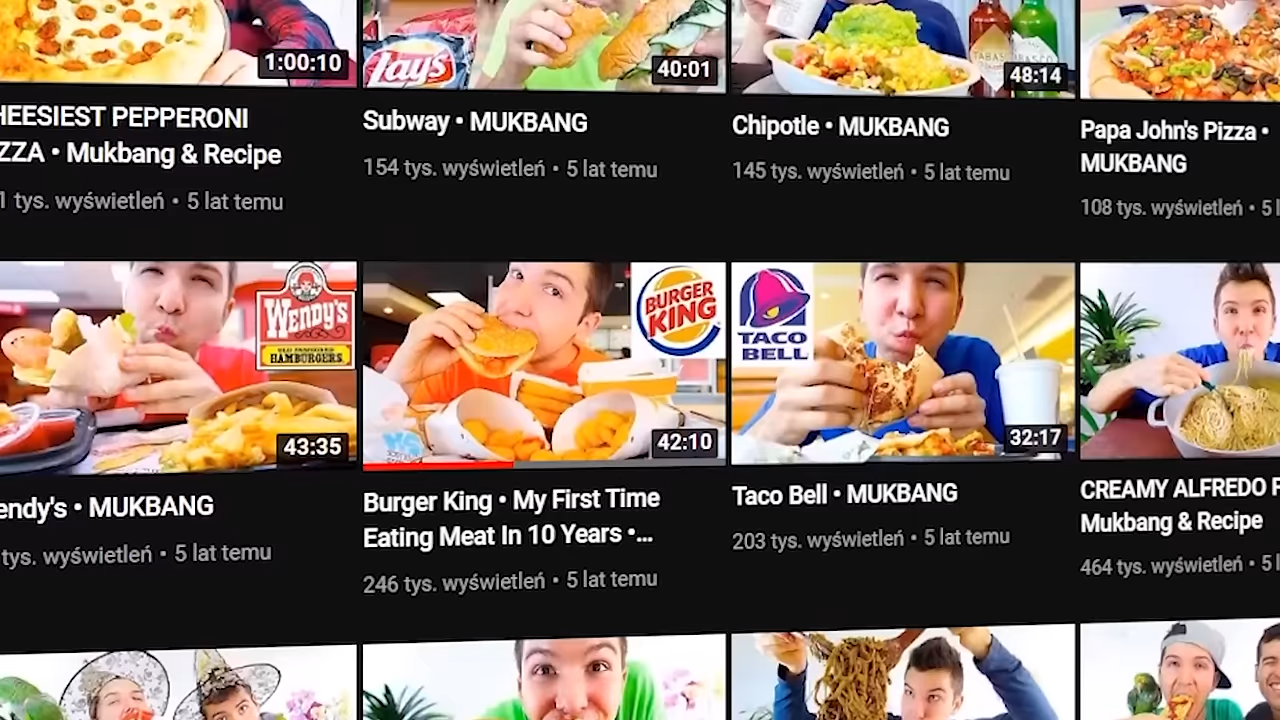 1:00:10
Lay's
40:01
TABASCO
48:14
HEESIEST PEPPERONI
ZZA • Mukbang & Recipe
1 tys. wyświetleń • 5 lat temu
Subway • MUKBANG
154 tys. wyświetleń • 5 lat temu
Chipotle • MUKBANG
145 tys. wyświetleń • 5 lat temu
Papa John's Pizza •
MUKBANG
108 tys. wyświetleń • 5 l
WENDY'S
OLD FASHIONED
HAMBURGERS.
43:35
BURGER
KING
42:10
TACO
BELL
32:17
endy's • MUKBANG
tys. wyświetleń • 5 lat temu
Burger King • My First Time
Eating Meat In 10 Years •...
246 tys. wyświetleń • 5 lat temu
Taco Bell • MUKBANG
203 tys. wyświetleń • 5 lat temu
CREAMY ALFREDO
Mukbang & Recipe
464 tys. wyświetleń • 5 l